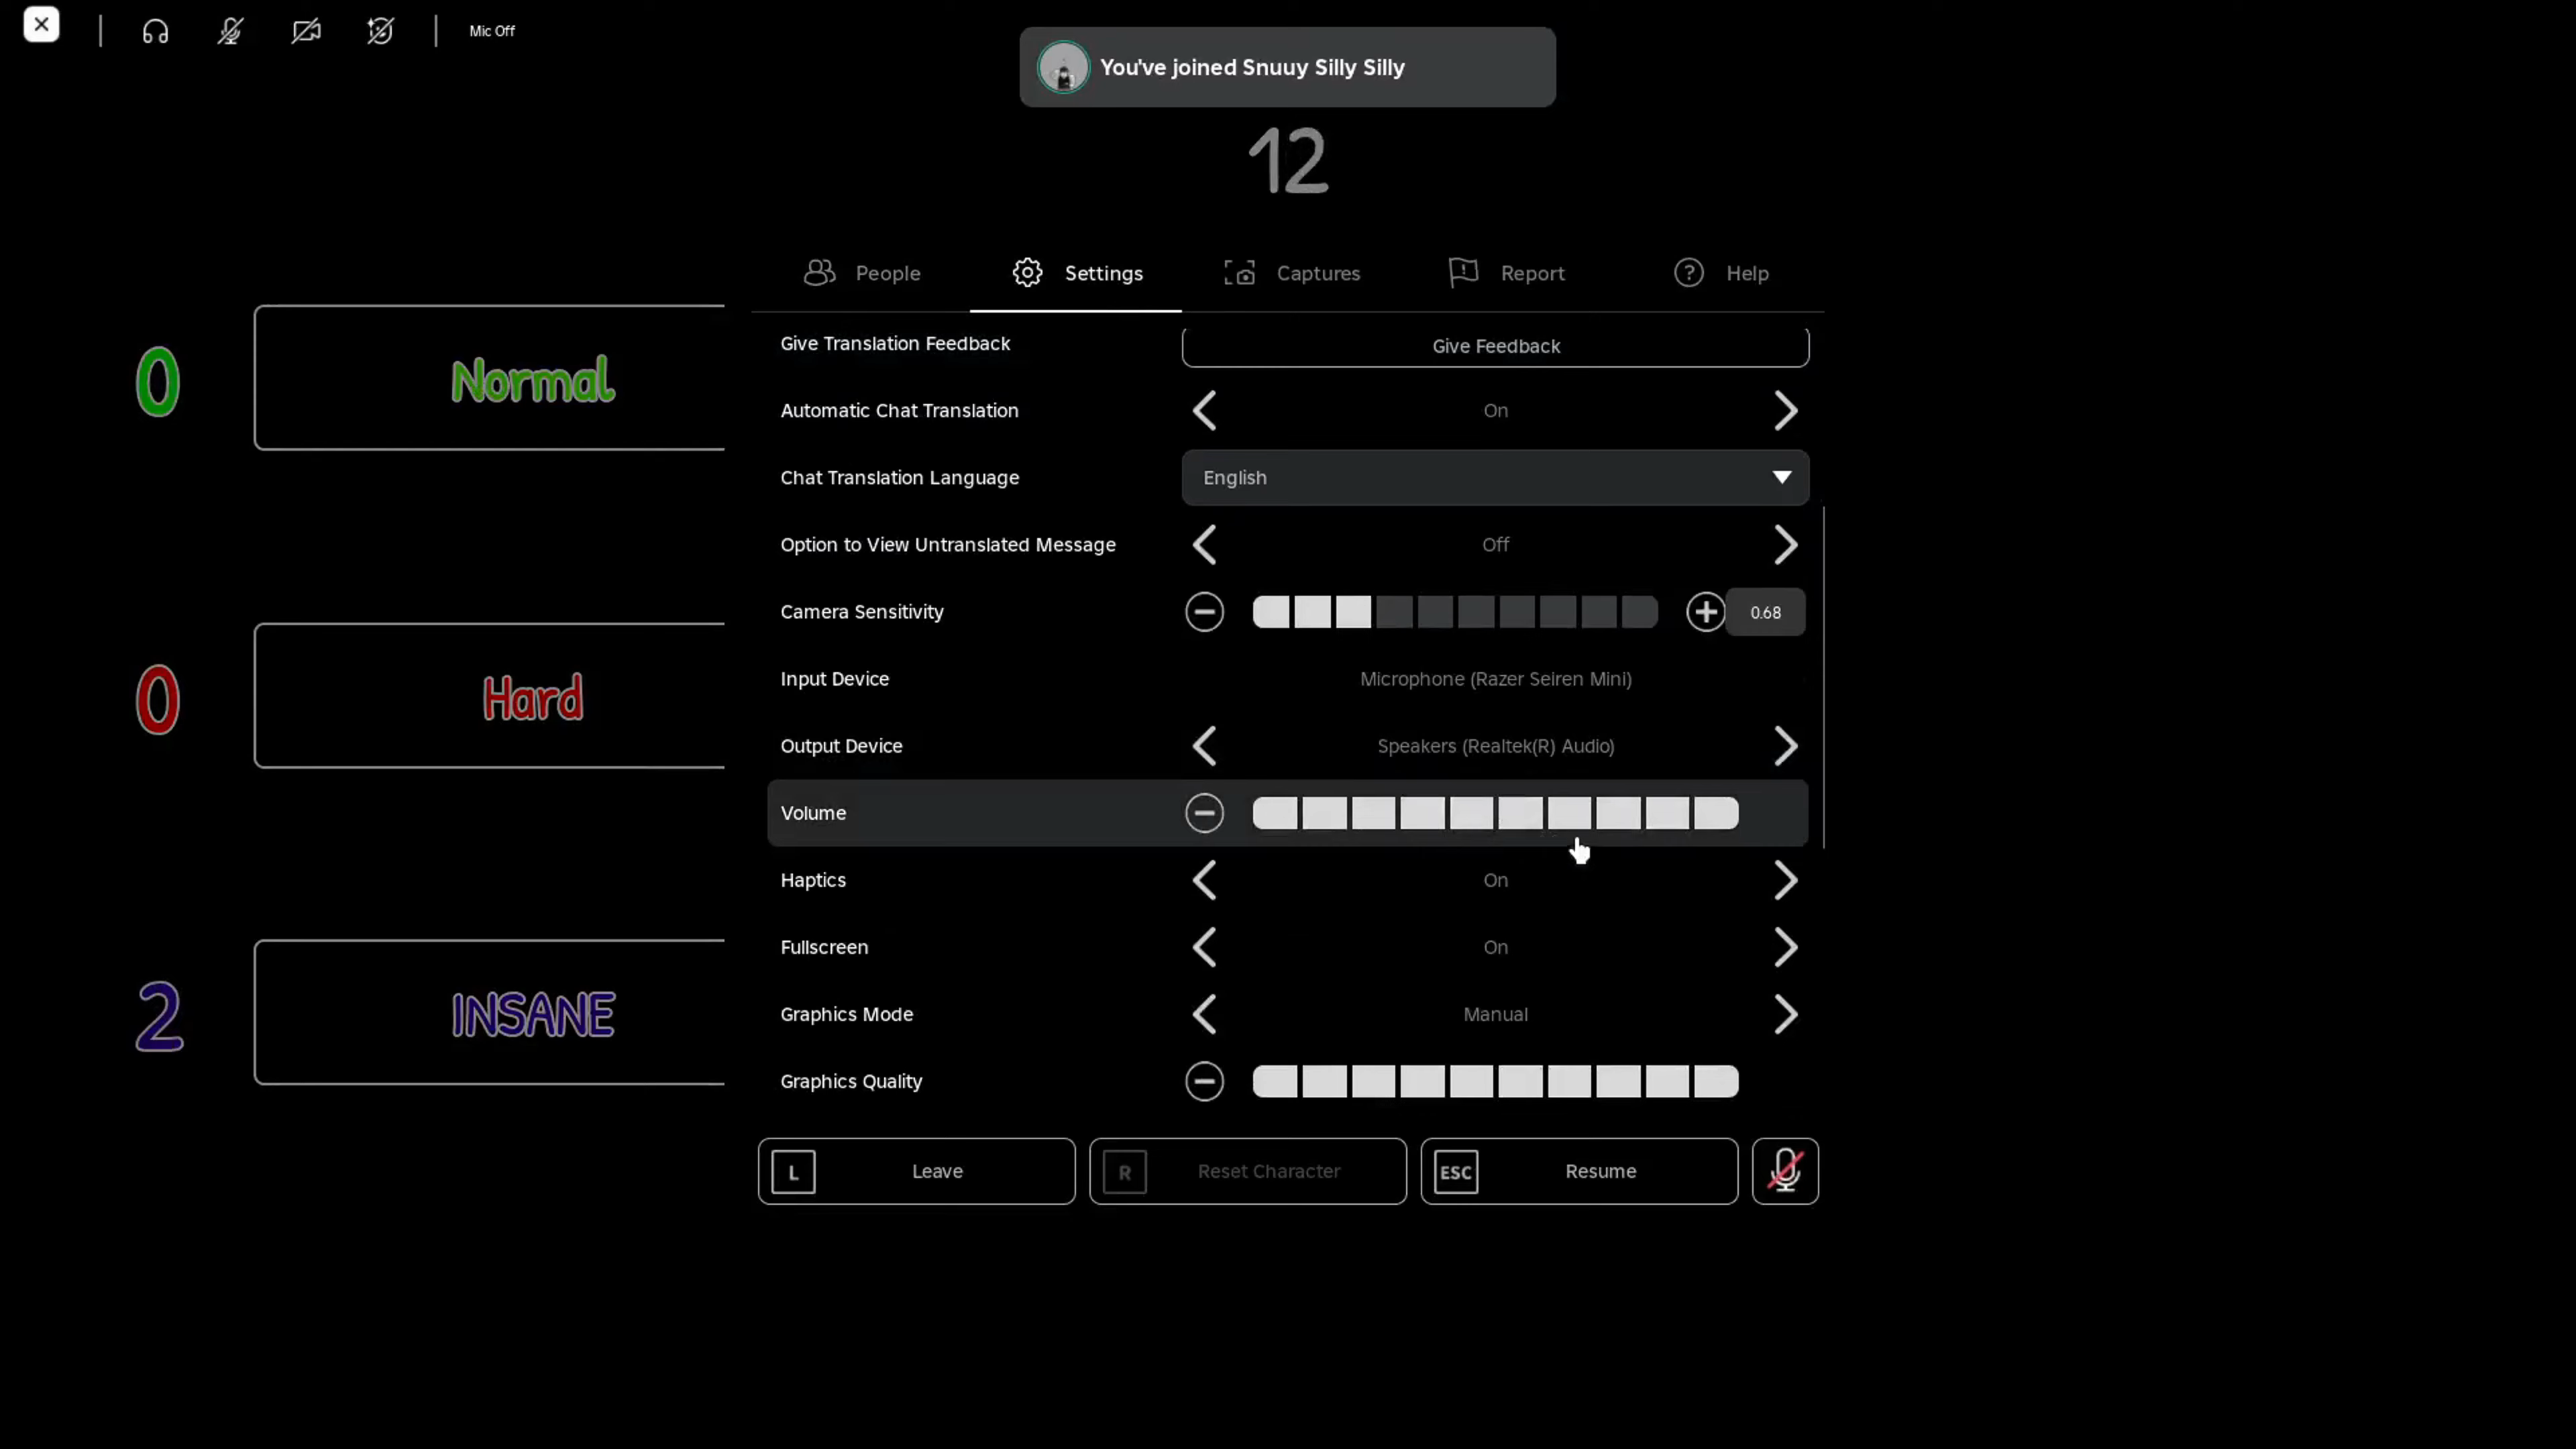 Mic Off
You've joined Snuuy Silly Silly
12
People
Settings
Captures
Report
Help
Give Translation Feedback
Give Feedback
Automatic Chat Translation
On
Chat Translation Language
English
Option to View Untranslated Message
Off
Camera Sensitivity
0.68
Input Device
Microphone (Razer Seiren Mini)
Output Device
Speakers (Realtek(R) Audio)
Volume
Haptics
On
Fullscreen
On
Graphics Mode
Manual
Graphics Quality
0
Normal
0
Hard
2
INSANE
L
Leave
R
Reset Character
ESC
Resume